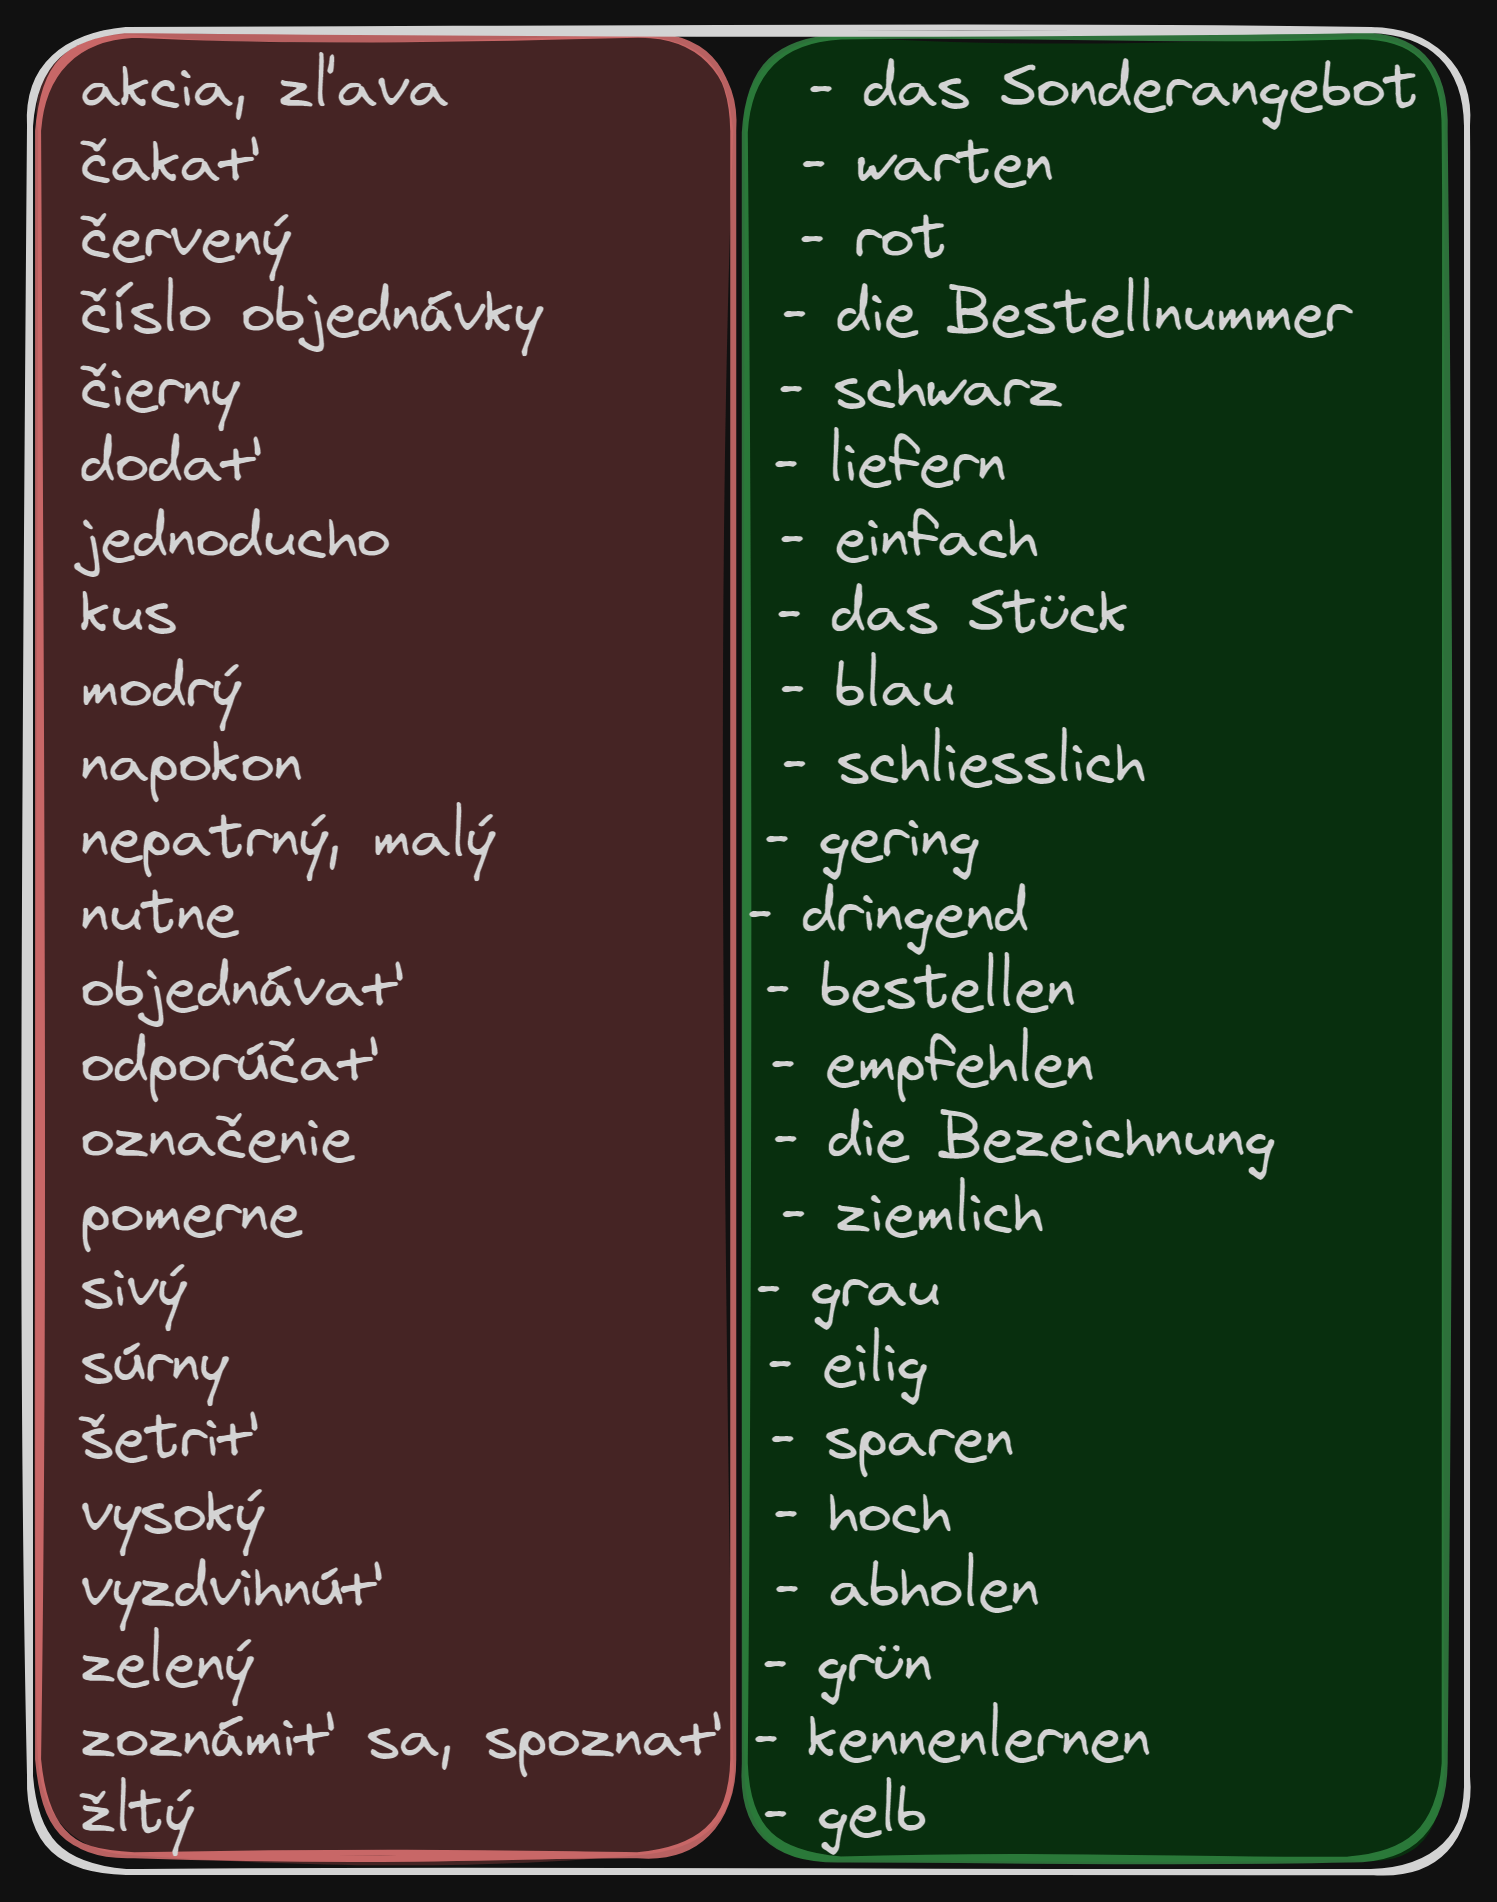 akcia, zľava - das Sonderangebot
čakať - warten
červený - rot
číslo objednávky - die Bestellnummer
čierny - schwarz
dodať - liefern
jednoducho - einfach
kus - das Stück
modrý - blau
napokon - schliesslich
nepatrný, malý - gering
nutne - dringend
objednávať - bestellen
odporúčať - empfehlen
označenie - die Bezeichnung
pomerne - ziemlich
sivý - grau
súrny - eilig
šetriť - sparen
vysoký - hoch
vyzdvihnúť - abholen
zelený - grün
zoznámiť sa, spoznať - kennenlernen
žltý - gelb